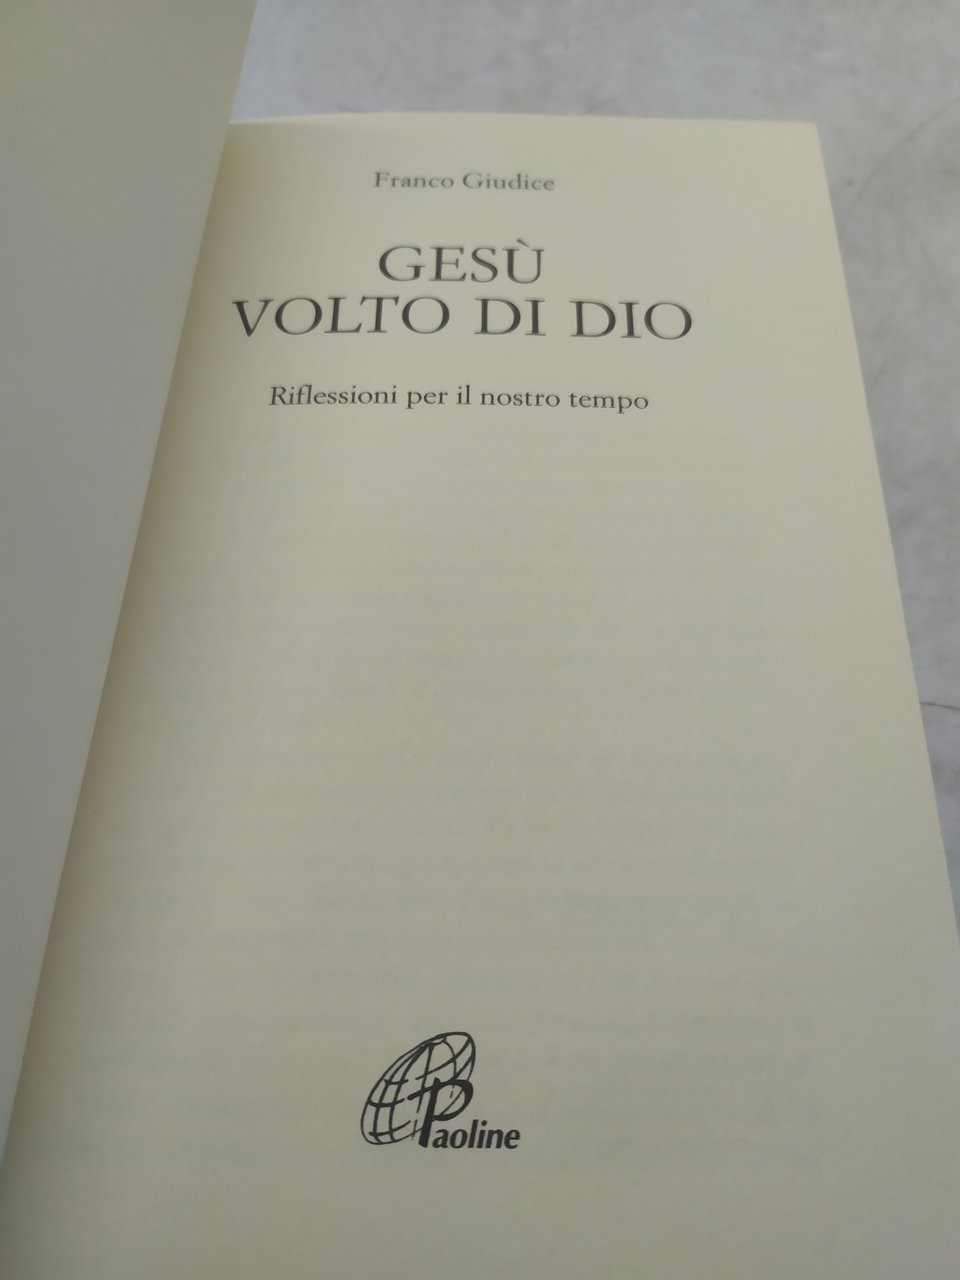 Franco Giudice
GESÙ
VOLTO DI DIO
Riflessioni per il nostro tempo
Paoline